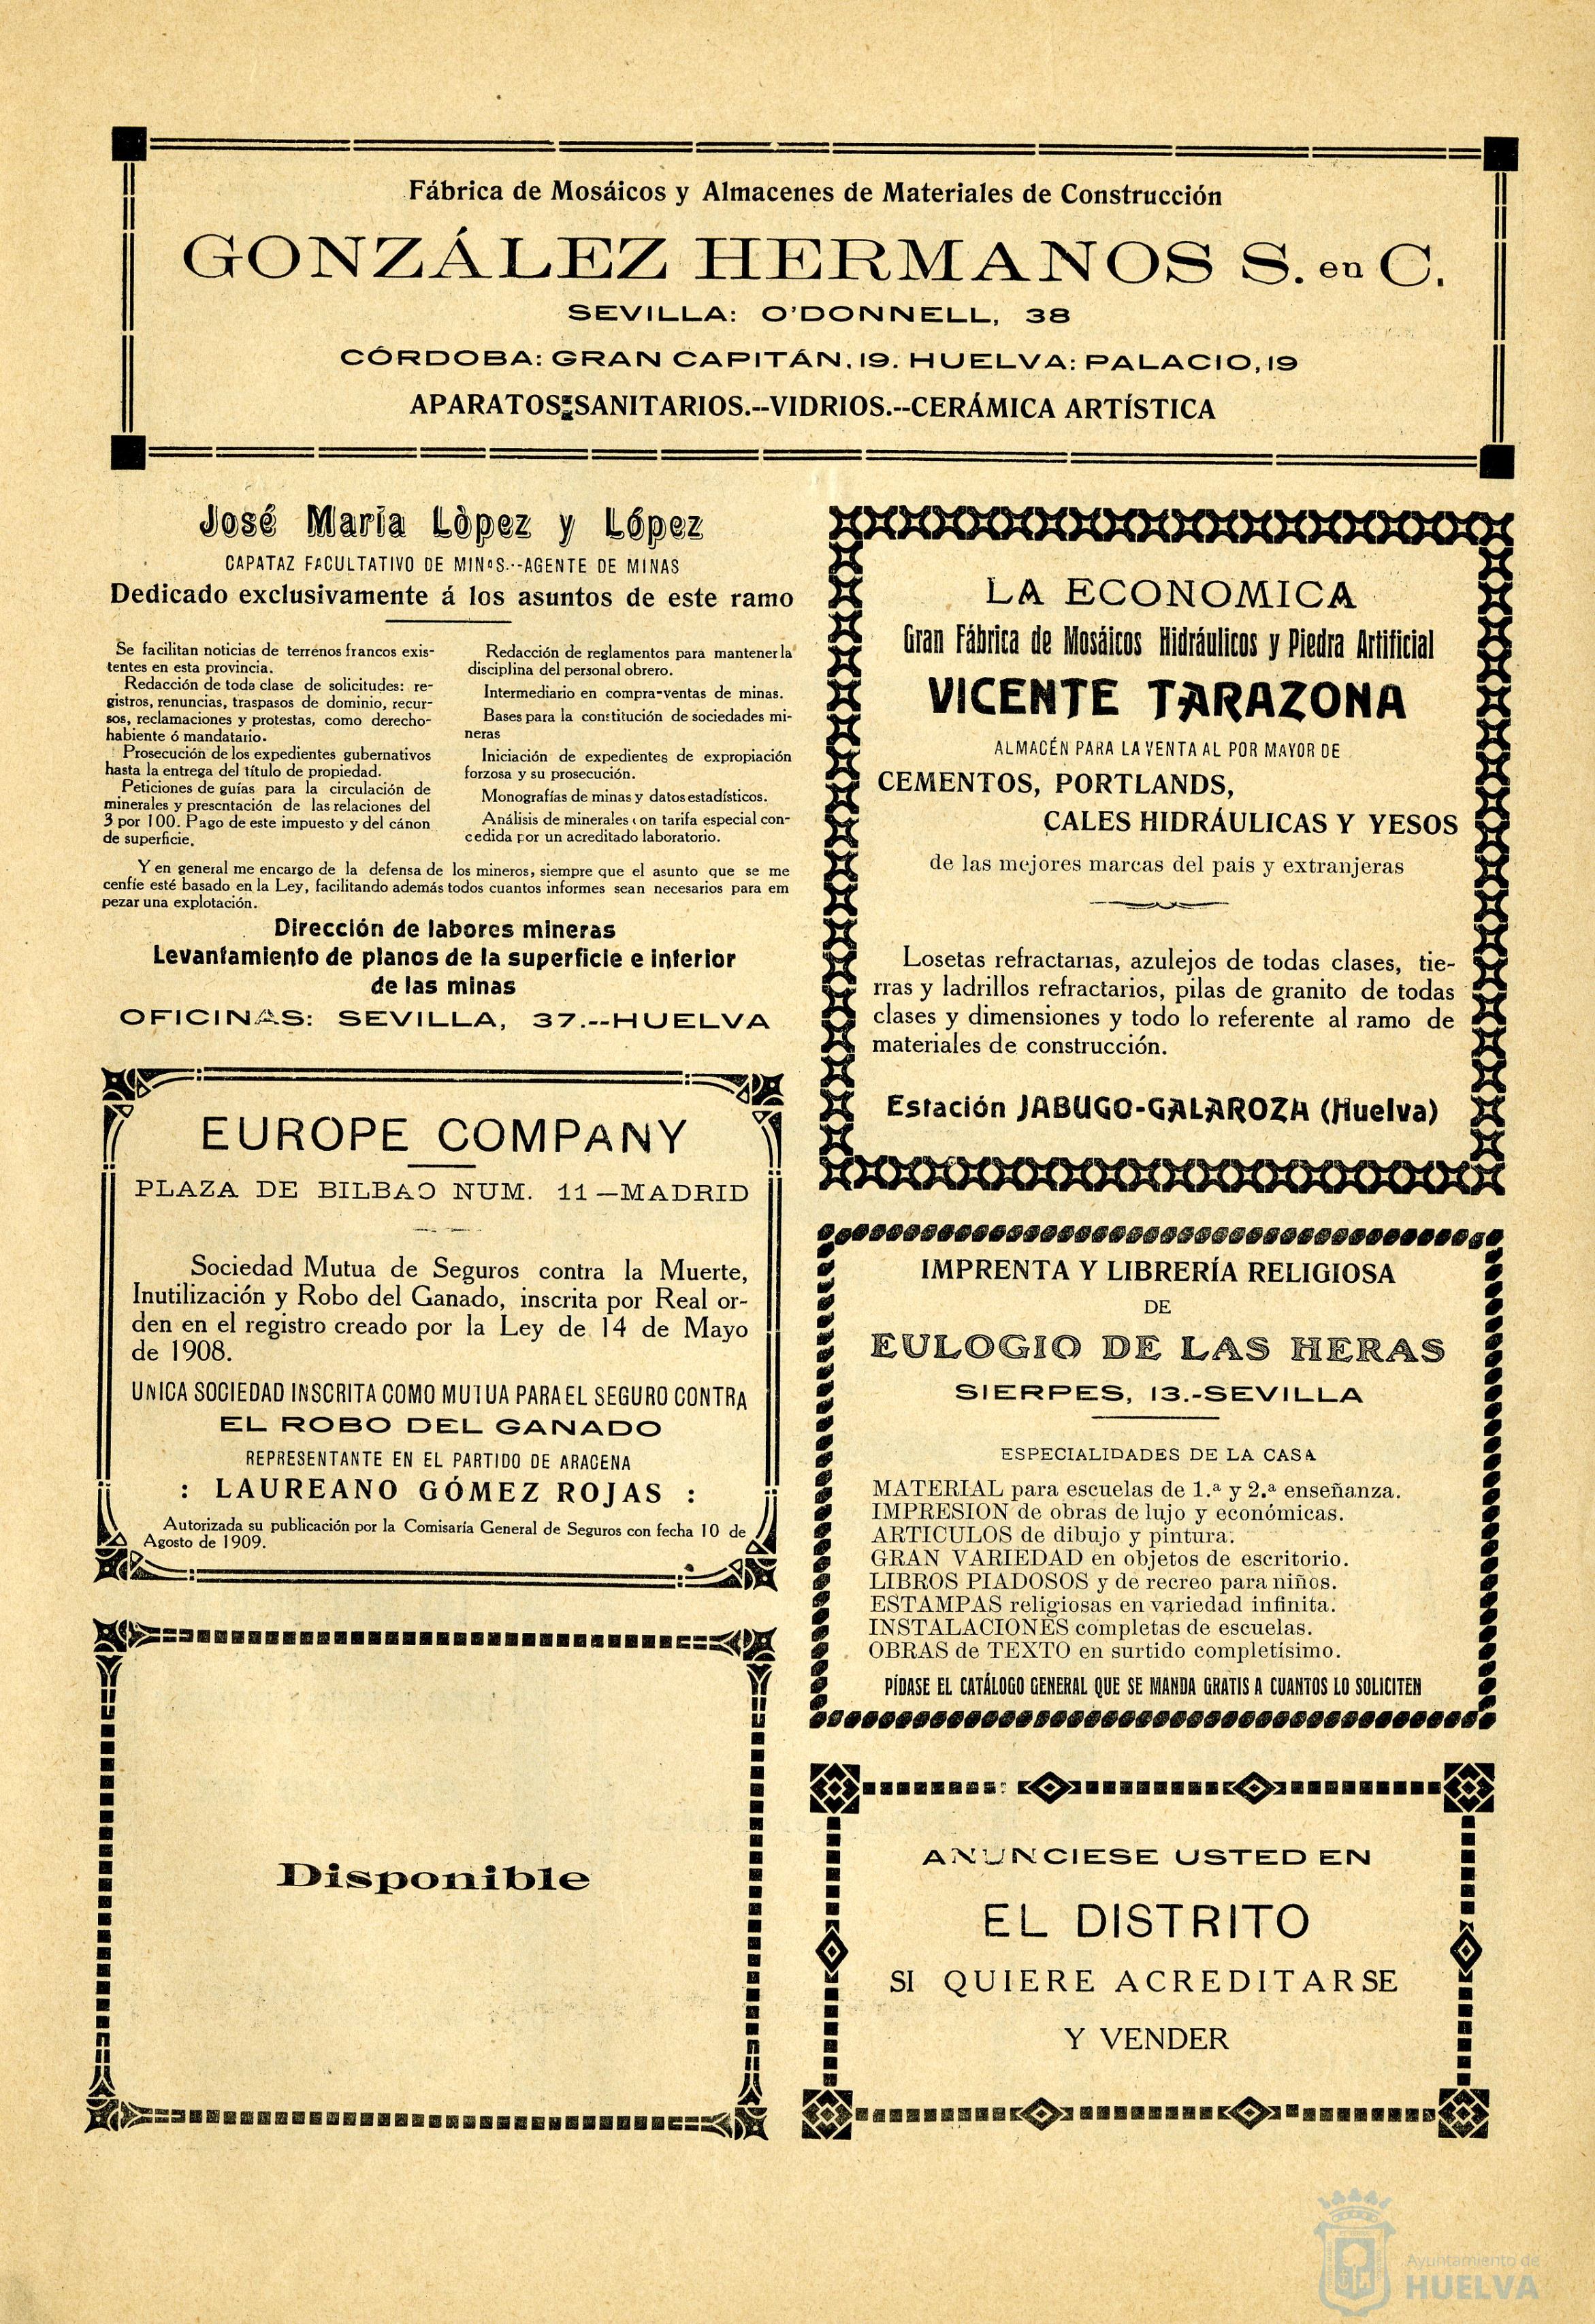 Fábrica de Mosáicos y Almacenes de Materiales de Construcción
GONZÁLEZ HERMANOS S. en C.
SEVILLA: O'DONNELL, 38
CÓRDOBA: GRAN CAPITÁN, 19. HUELVA: PALACIO, 19
APARATOS SANITARIOS.--VIDRIOS.--CERÁMICA ARTÍSTICA
José María Lòpez y López
CAPATAZ FACULTATIVO DE MINAS.--AGENTE DE MINAS
Dedicado exclusivamente á los asuntos de este ramo
Se facilitan noticias de terrenos francos exis-
tentes en esta provincia.
Redacción de toda clase de solicitudes: re-
gistros, renuncias, traspasos de dominio, recur-
sos, reclamaciones y protestas, como derecho-
habiente ó mandatario.
Prosecución de los expedientes gubernativos
hasta la entrega del título de propiedad.
Peticiones de guías para la circulación de
minerales y presentación de las relaciones del
3 por 100. Pago de este impuesto y del cánon
de superficie.
Redacción de reglamentos para mantener la
disciplina del personal obrero.
Intermediario en compra-ventas de minas.
Bases para la constitución de sociedades mi-
neras
Iniciación de expedientes de expropiación
forzosa y su prosecución.
Monografías de minas y datos estadísticos.
Análisis de minerales con tarifa especial con-
cedida por un acreditado laboratorio.
Y en general me encargo de la defensa de los mineros, siempre que el asunto que se me
cenfie esté basado en la Ley, facilitando además todos cuantos informes sean necesarios para em
pezar una explotación.
Dirección de labores mineras
Levantamiento de planos de la superficie e interior
de las minas
OFICINAS: SEVILLA, 37.--HUELVA
LA ECONOMICA
Gran Fábrica de Mosáicos Hidráulicos y Piedra Artificial
VICENTE TARAZONA
ALMACÉN PARA LA VENTA AL POR MAYOR DE
CEMENTOS, PORTLANDS,
CALES HIDRÁULICAS Y YESOS
de las mejores marcas del país y extranjeras
Losetas refractarias, azulejos de todas clases, tie-
rras y ladrillos refractarios, pilas de granito de todas
clases y dimensiones y todo lo referente al ramo de
materiales de construcción.
Estación JABUGO-GALAROZA (Huelva)
EUROPE COMPANY
PLAZA DE BILBAO NUM. 11—MADRID
Sociedad Mutua de Seguros contra la Muerte,
Inutilización y Robo del Ganado, inscrita por Real or-
den en el registro creado por la Ley de 14 de Mayo
de 1908.
UNICA SOCIEDAD INSCRITA COMO MUTUA PARA EL SEGURO CONTRA
EL ROBO DEL GANADO
REPRESENTANTE EN EL PARTIDO DE ARACENA
: LAUREANO GÓMEZ ROJAS :
Autorizada su publicación por la Comisaría General de Seguros con fecha 10 de
Agosto de 1909.
IMPRENTA Y LIBRERÍA RELIGIOSA
DE
EULOGIO DE LAS HERAS
SIERPES, 13.-SEVILLA
ESPECIALIDADES DE LA CASA
MATERIAL para escuelas de 1.ª y 2.ª enseñanza.
IMPRESION de obras de lujo y económicas.
ARTICULOS de dibujo y pintura.
GRAN VARIEDAD en objetos de escritorio.
LIBROS PIADOSOS y de recreo para niños.
ESTAMPAS religiosas en variedad infinita.
INSTALACIONES completas de escuelas.
OBRAS de TEXTO en surtido completísimo.
PÍDASE EL CATÁLOGO GENERAL QUE SE MANDA GRATIS A CUANTOS LO SOLICITEN
Disponible
ANUNCIESE USTED EN
EL DISTRITO
SI QUIERE ACREDITARSE
Y VENDER
Ayuntamiento de
HUELVA